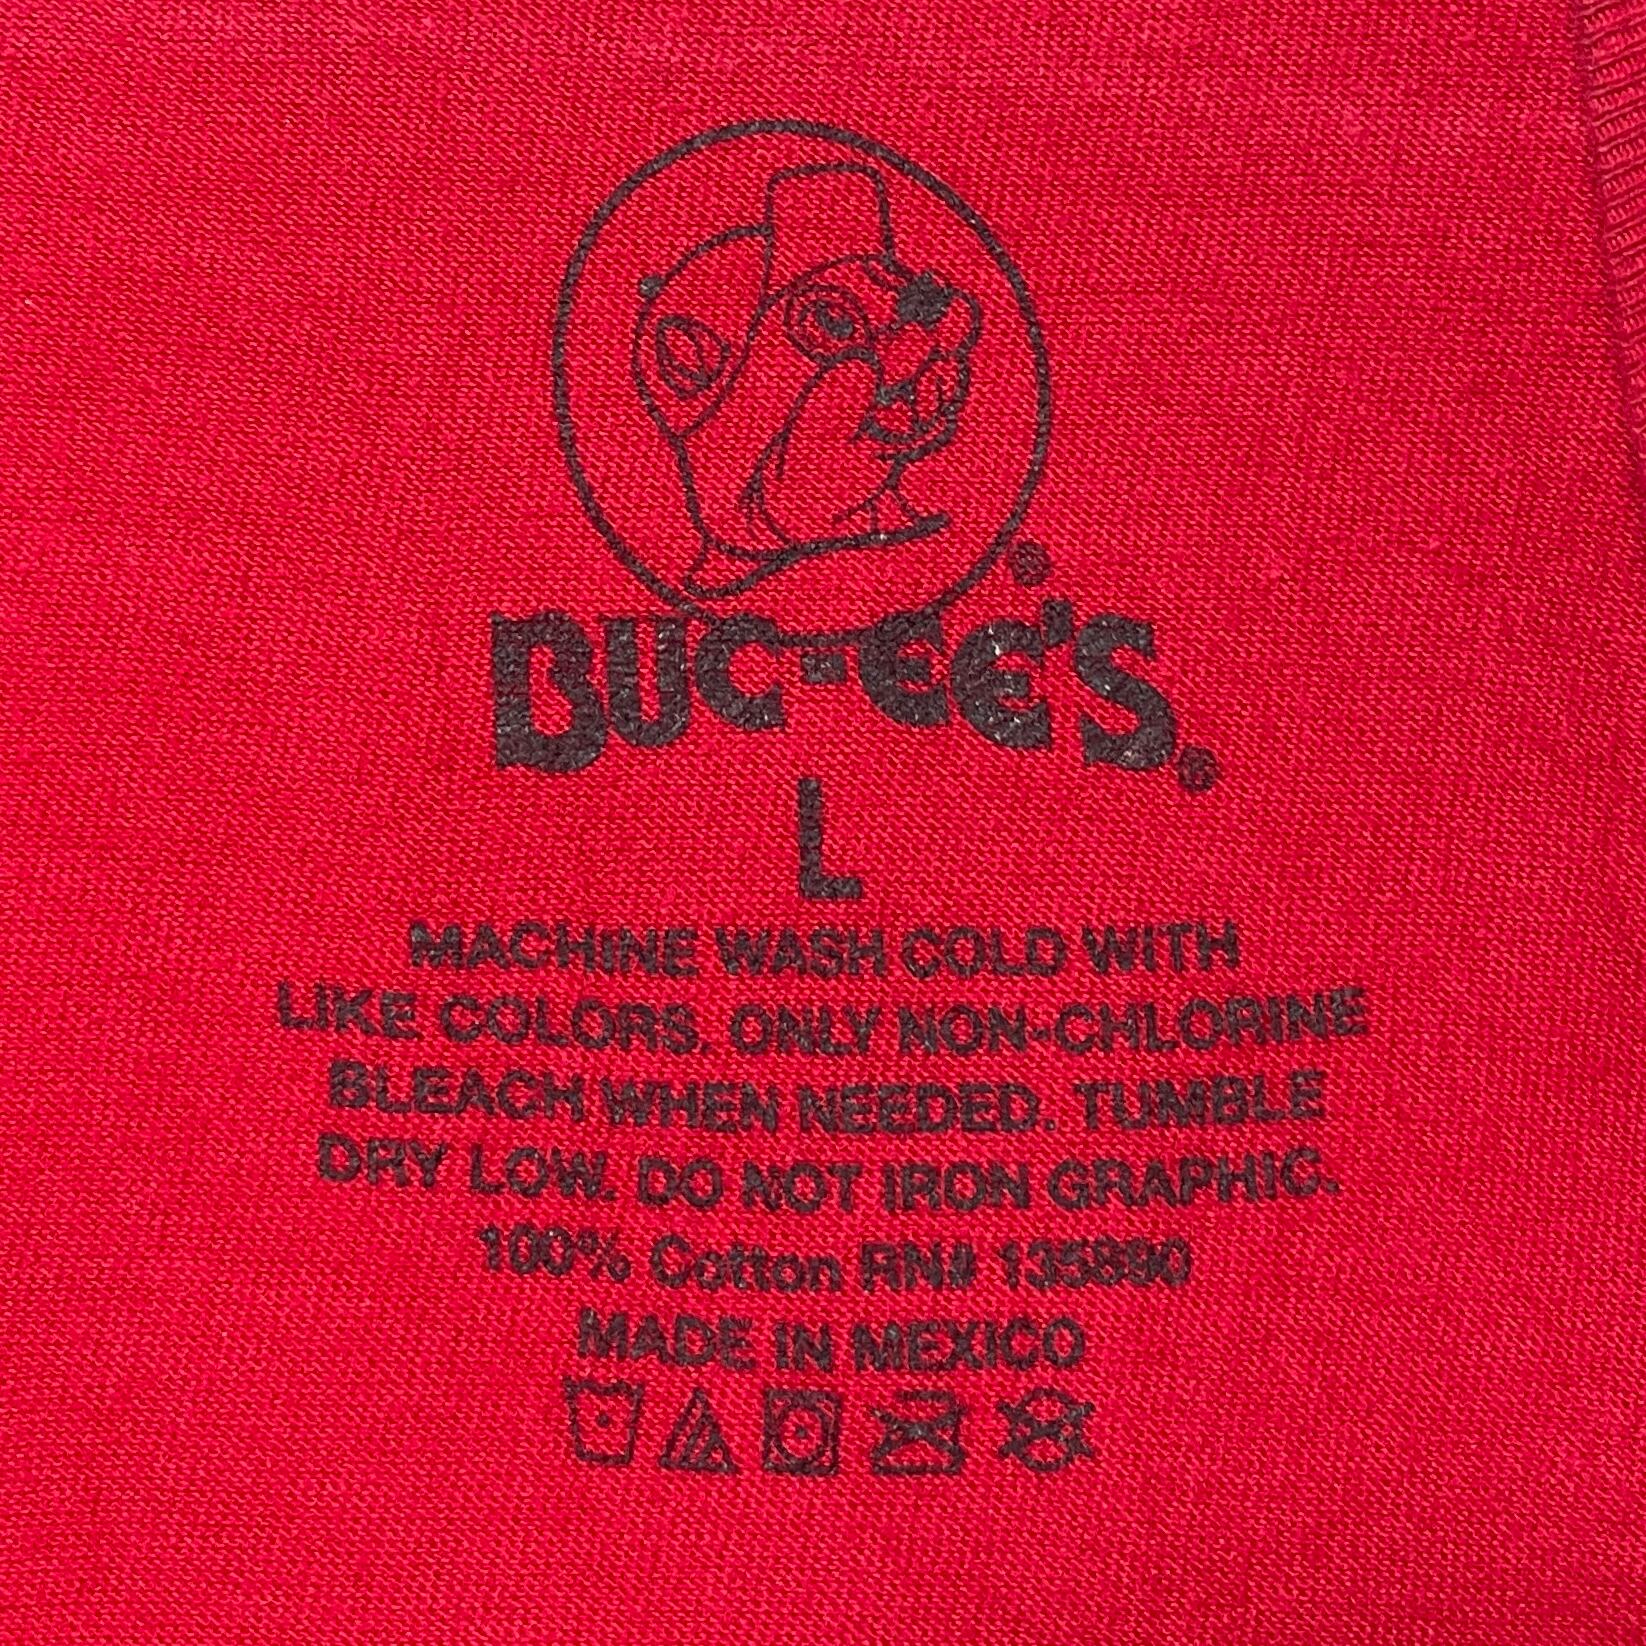 BUC-EE'S®
L
MACHINE WASH COLD WITH
LIKE COLORS. ONLY NON-CHLORINE
BLEACH WHEN NEEDED. TUMBLE
DRY LOW. DO NOT IRON GRAPHIC.
100% Cotton RN# 135890
MADE IN MEXICO